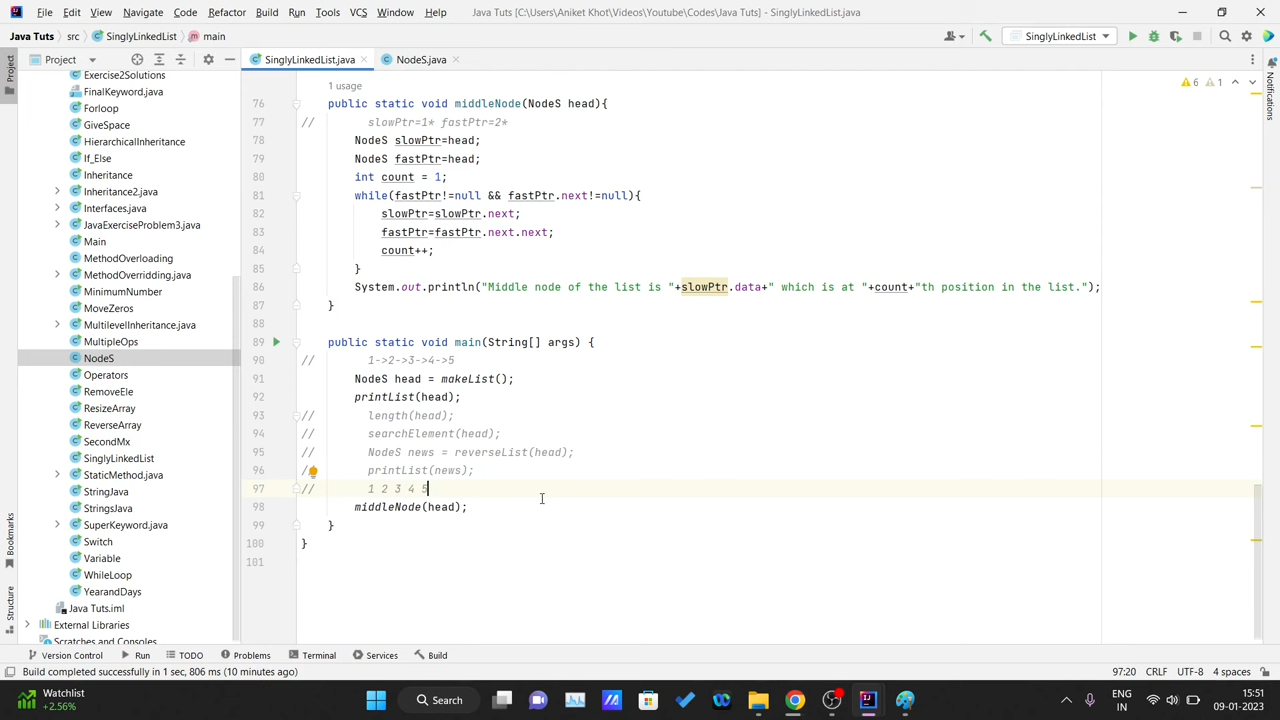 File Edit View Navigate Code Refactor Build Run Tools VCS Window Help Java Tuts [C:\Users\Aniket Khot\Videos\Youtube\Codes\Java Tuts] - SinglyLinkedList.java
Java Tuts src SinglyLinkedList main SinglyLinkedList
Project Project SinglyLinkedList.java NodeS.java
Notifications
Exercise2Solutions
FinalKeyword.java
Forloop
GiveSpace
HierarchicalInheritance
If_Else
Inheritance
Inheritance2.java
Interfaces.java
JavaExerciseProblem3.java
Main
MethodOverloading
MethodOverridding.java
MinimumNumber
MoveZeros
MultilevelInheritance.java
MultipleOps
NodeS
Operators
RemoveEle
ResizeArray
ReverseArray
SecondMx
SinglyLinkedList
StaticMethod.java
StringJava
StringsJava
SuperKeyword.java
Switch
Variable
WhileLoop
YearandDays
Java Tuts.iml
External Libraries
Scratches and Consoles
Bookmarks
Structure
1 usage
6 1
76 public static void middleNode(NodeS head){
77 // slowPtr=1* fastPtr=2*
78 NodeS slowPtr=head;
79 NodeS fastPtr=head;
80 int count = 1;
81 while(fastPtr!=null && fastPtr.next!=null){
82 slowPtr=slowPtr.next;
83 fastPtr=fastPtr.next.next;
84 count++;
85 }
86 System.out.println("Middle node of the list is "+slowPtr.data+" which is at "+count+"th position in the list.");
87 }
88
89 public static void main(String[] args) {
90 // 1->2->3->4->5
91 NodeS head = makeList();
92 printList(head);
93 // length(head);
94 // searchElement(head);
95 // NodeS news = reverseList(head);
96 // printList(news);
97 // 1 2 3 4 5
98 middleNode(head);
99 }
100 }
101
Version Control Run TODO Problems Terminal Services Build
Build completed successfully in 1 sec, 806 ms (10 minutes ago) 97:20 CRLF UTF-8 4 spaces
Watchlist
+2.56%
Search
ENG
IN
15:51
09-01-2023